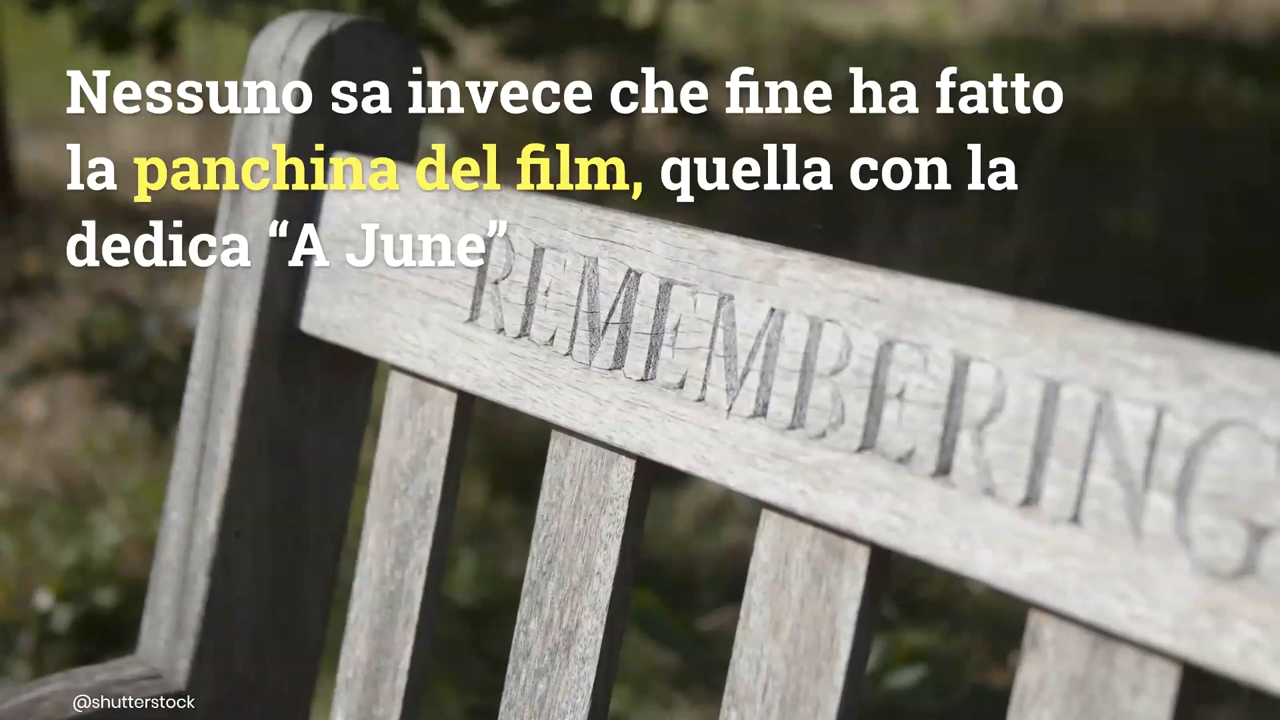 Nessuno sa invece che fine ha fatto
la panchina del film, quella con la
dedica “A June”
REMEMBERING
@shutterstock